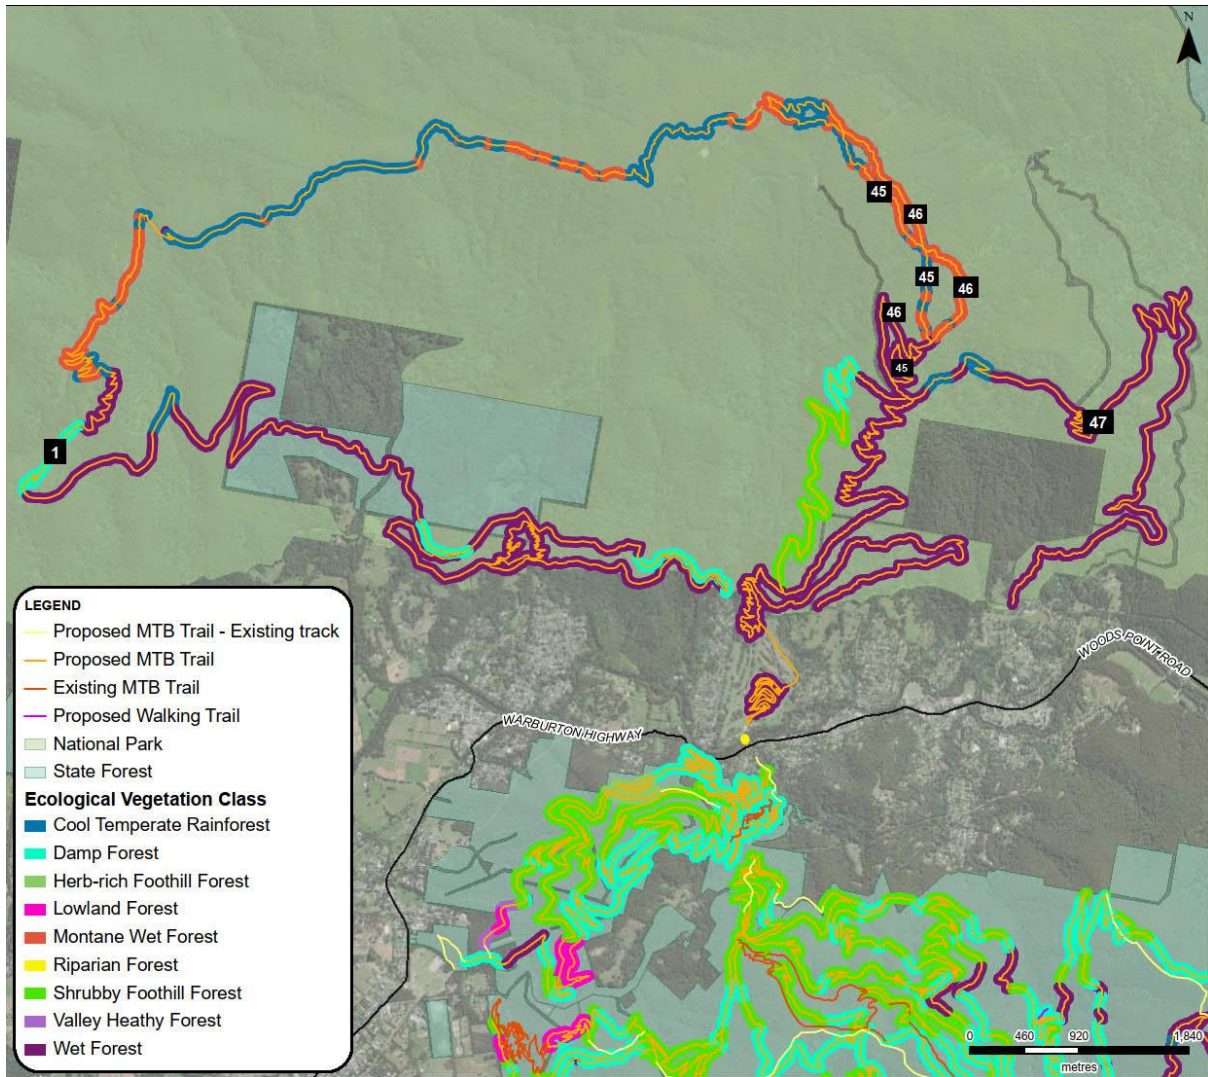 N
45
46
45
46
46
45
47
1
LEGEND
Proposed MTB Trail - Existing track
Proposed MTB Trail
Existing MTB Trail
Proposed Walking Trail
National Park
State Forest
Ecological Vegetation Class
Cool Temperate Rainforest
Damp Forest
Herb-rich Foothill Forest
Lowland Forest
Montane Wet Forest
Riparian Forest
Shrubby Foothill Forest
Valley Heathy Forest
Wet Forest
WOODS POINT ROAD
WARBURTON HIGHWAY
0 460 920 1,840
metres